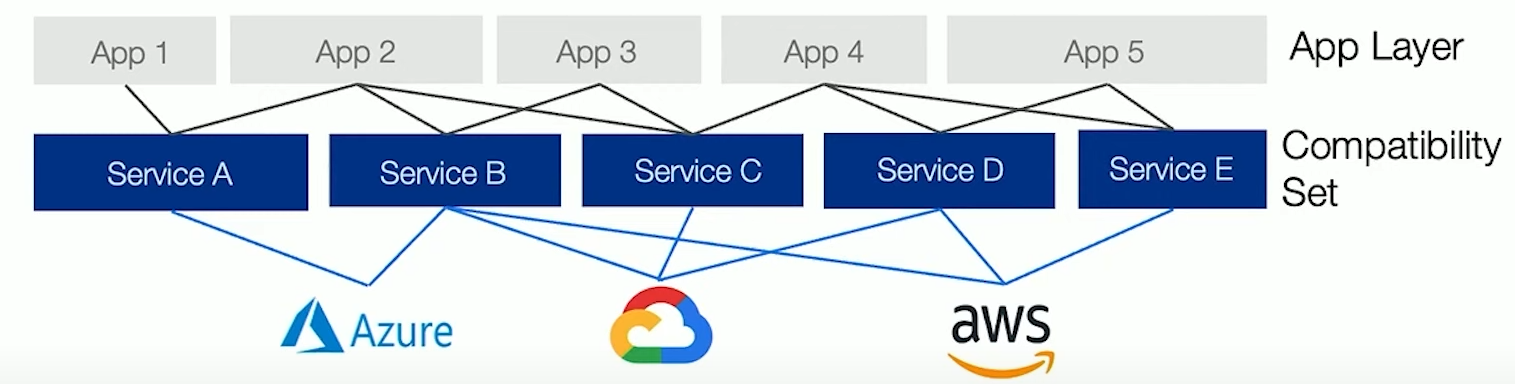 App 1
App 2
App 3
App 4
App 5
App Layer
Service A
Service B
Service C
Service D
Service E
Compatibility
Set
Azure
aws